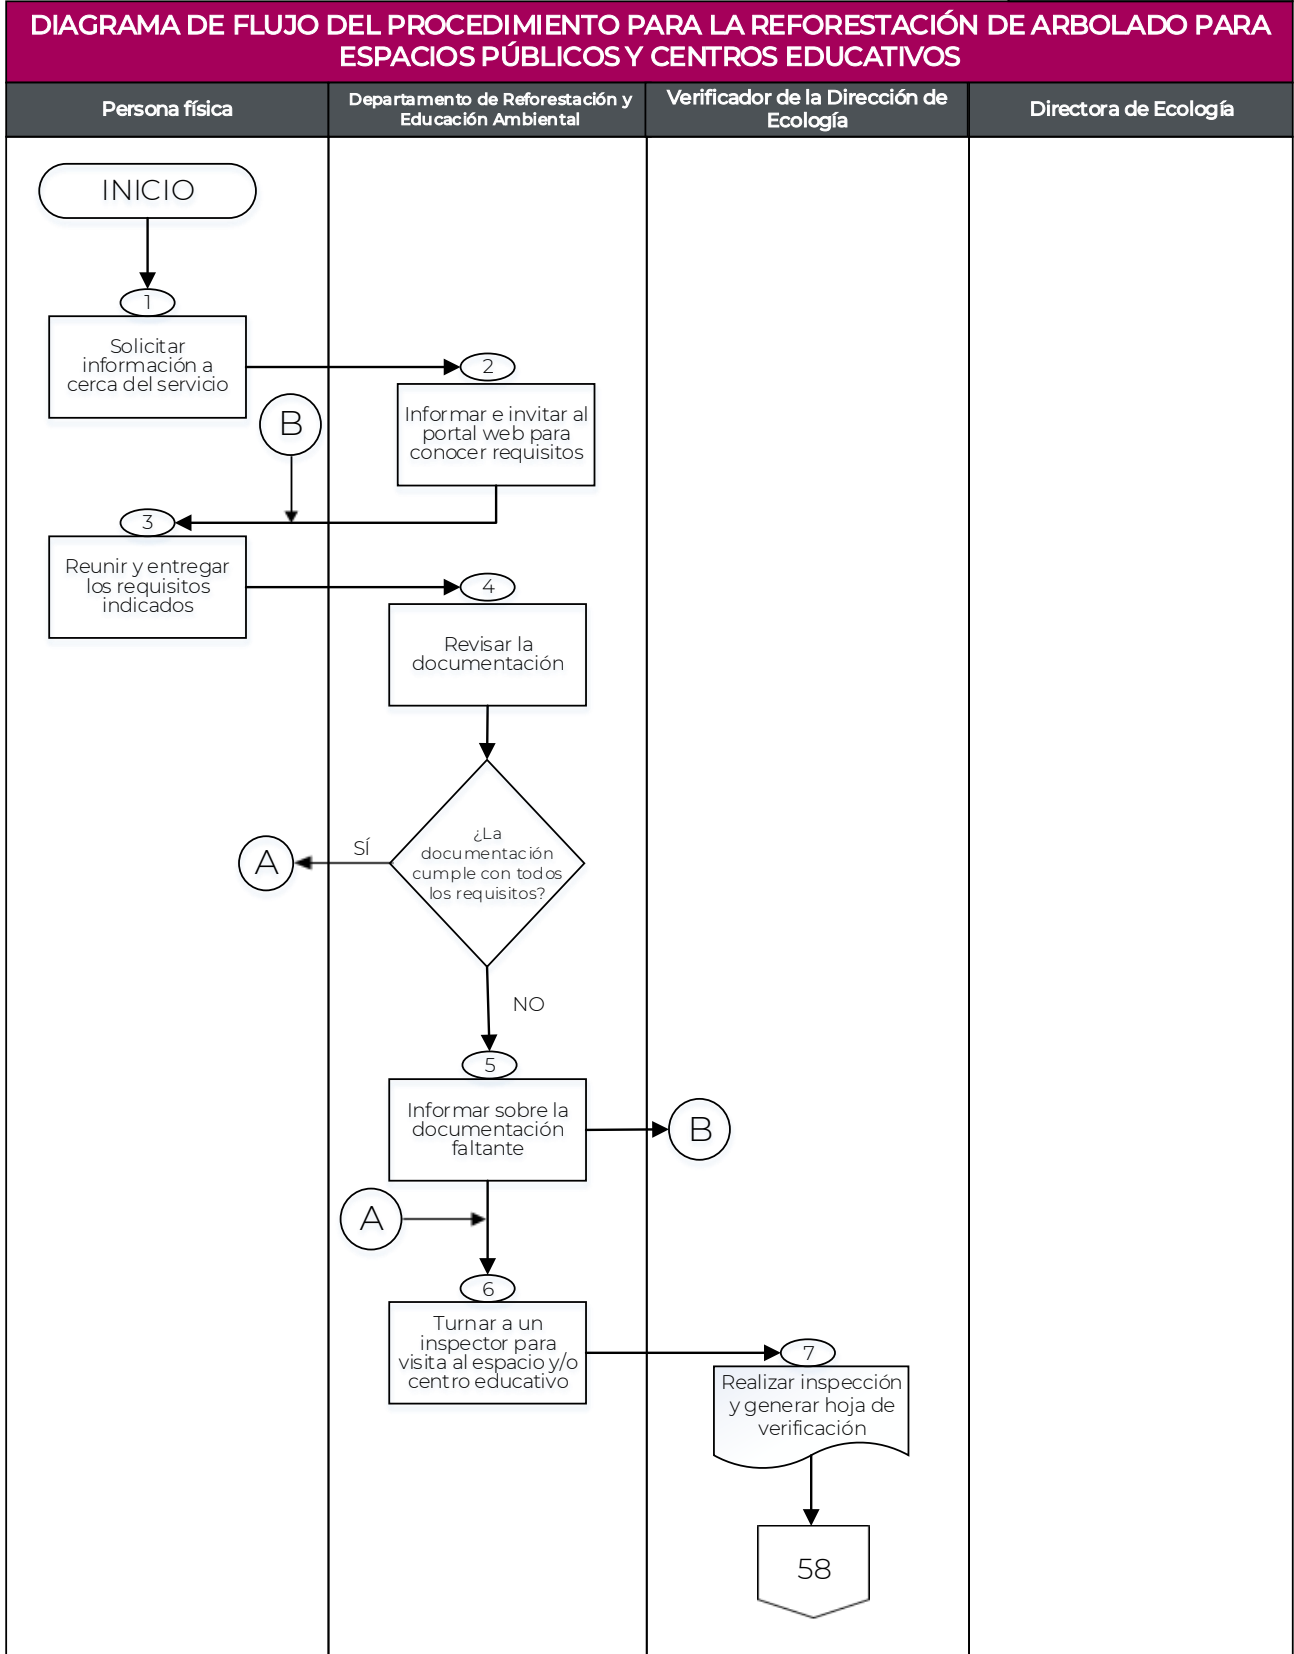 DIAGRAMA DE FLUJO DEL PROCEDIMIENTO PARA LA REFORESTACIÓN DE ARBOLADO PARA
ESPACIOS PÚBLICOS Y CENTROS EDUCATIVOS
Persona física
Departamento de Reforestación y
Educación Ambiental
Verificador de la Dirección de
Ecología
Directora de Ecología
INICIO
1
Solicitar
información a
cerca del servicio
2
Informar e invitar al
portal web para
conocer requisitos
B
3
Reunir y entregar
los requisitos
indicados
4
Revisar la
documentación
¿La
documentación
cumple con todos
los requisitos?
SÍ
A
NO
5
Informar sobre la
documentación
faltante
B
A
6
Turnar a un
inspector para
visita al espacio y/o
centro educativo
7
Realizar inspección
y generar hoja de
verificación
58